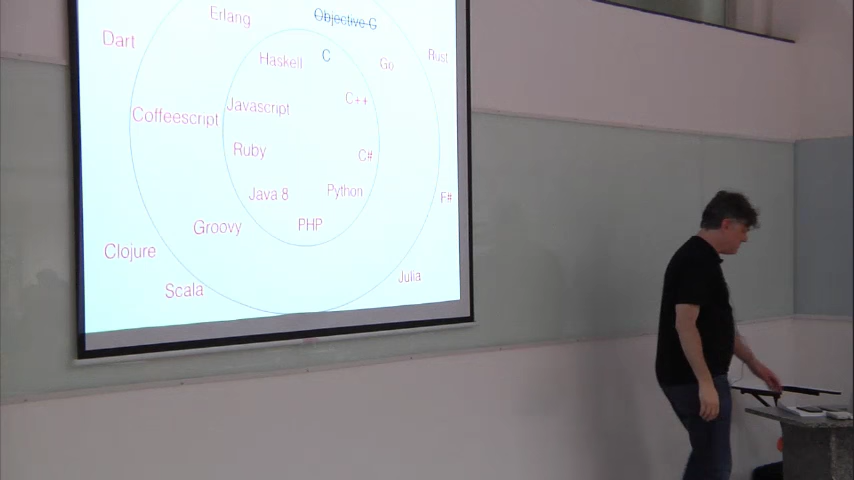 Erlang
Objective-C
Dart
Haskell
C
Go
Rust
Coffeescript
Javascript
C++
Ruby
C#
Java 8
Python
F#
Groovy
PHP
Clojure
Scala
Julia